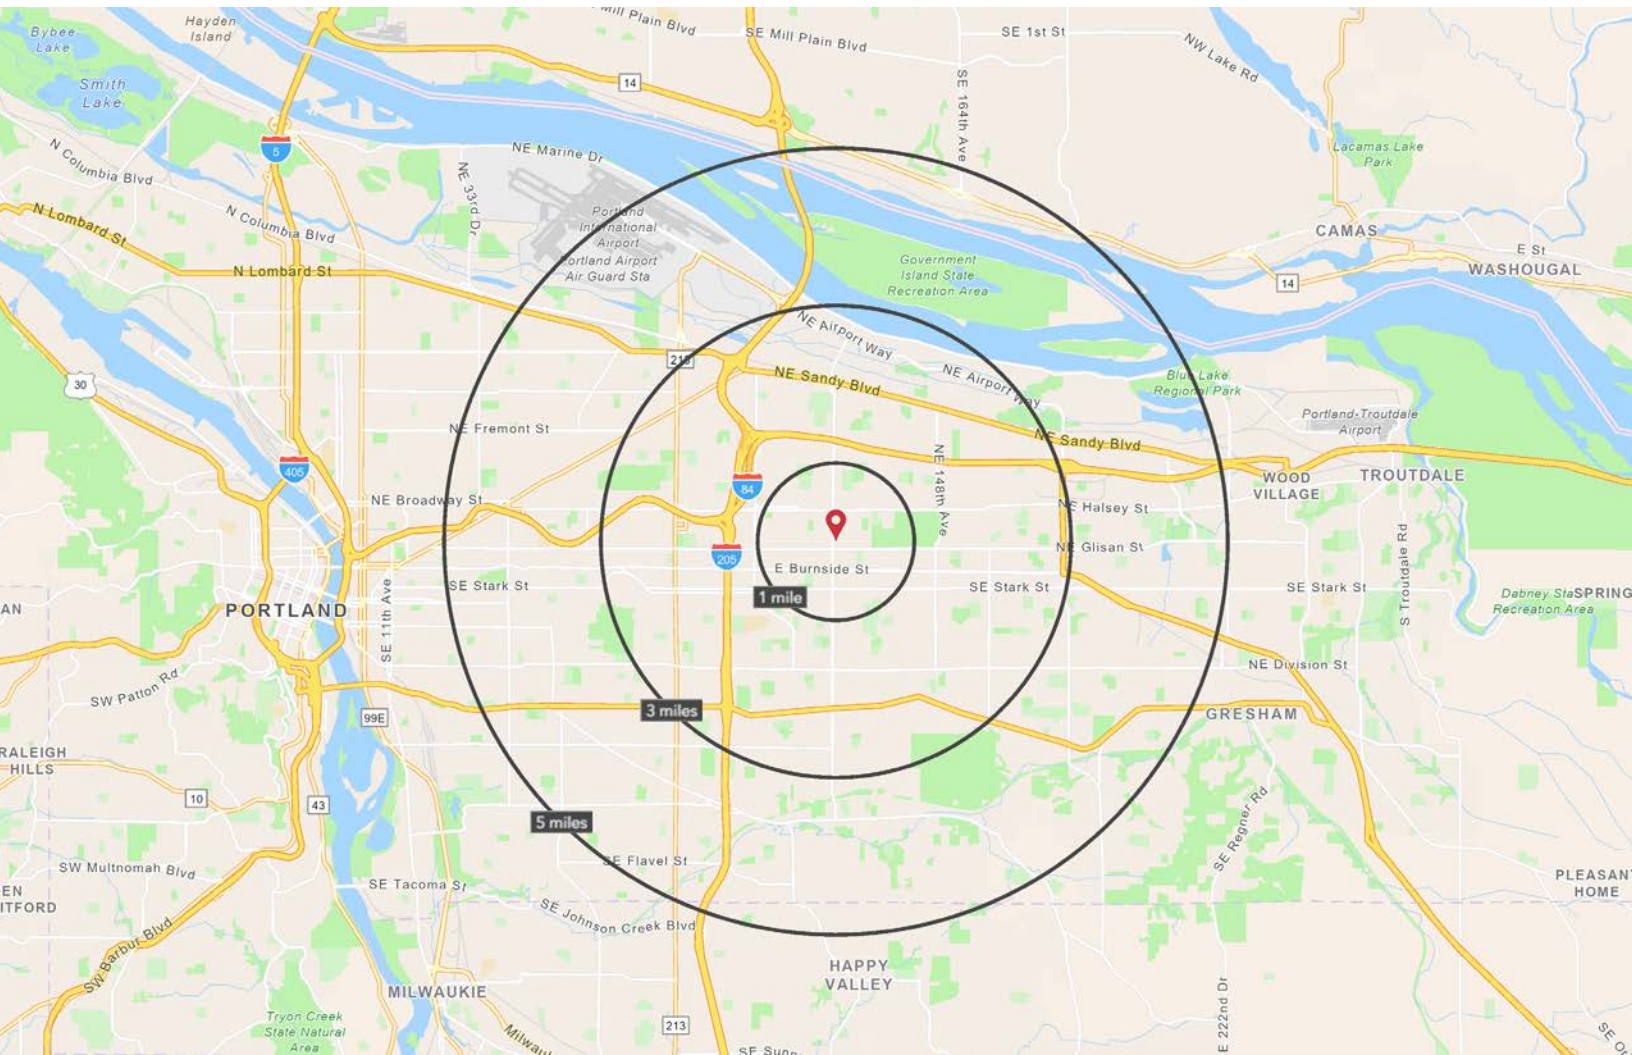 Mill Plain Blvd
SE Mill Plain Blvd
SE 1st St
Hayden
Island
Bybee
Lake
NW Lake Rd
Smith
Lake
14
SE 164th Ave
5
NE Marine Dr
Lacamas Lake
Park
N Columbia Blvd
NE 33rd Dr
N Lombard St
N Columbia Blvd
Portland
International
Airport
Portland Airport
Air Guard Sta
CAMAS
E St
WASHOUGAL
N Lombard St
Government
Island State
Recreation Area
14
NE Airport Way
213
NE Sandy Blvd
NE Airport Way
Blue Lake
Regional Park
30
Portland-Troutdale
Airport
NE Fremont St
NE Sandy Blvd
405
NE 148th Ave
WOOD
VILLAGE
TROUTDALE
84
NE Broadway St
NE Halsey St
205
NE Glisan St
S Troutdale Rd
E Burnside St
SE Stark St
SE Stark St
SE Stark St
1 mile
Dabney Sta
Recreation Area
SPRING
AN
PORTLAND
SE 11th Ave
NE Division St
SW Patton Rd
3 miles
99E
GRESHAM
RALEIGH
HILLS
10
43
5 miles
SE Regner Rd
SE Flavel St
SW Multnomah Blvd
SE Tacoma St
EN
ITFORD
PLEASANT
HOME
SE Johnson Creek Blvd
SW Barbur Blvd
HAPPY
VALLEY
MILWAUKIE
Tryon Creek
State Natural
Area
213
Milwau
SE Sunn
E 222nd Dr
SE Or